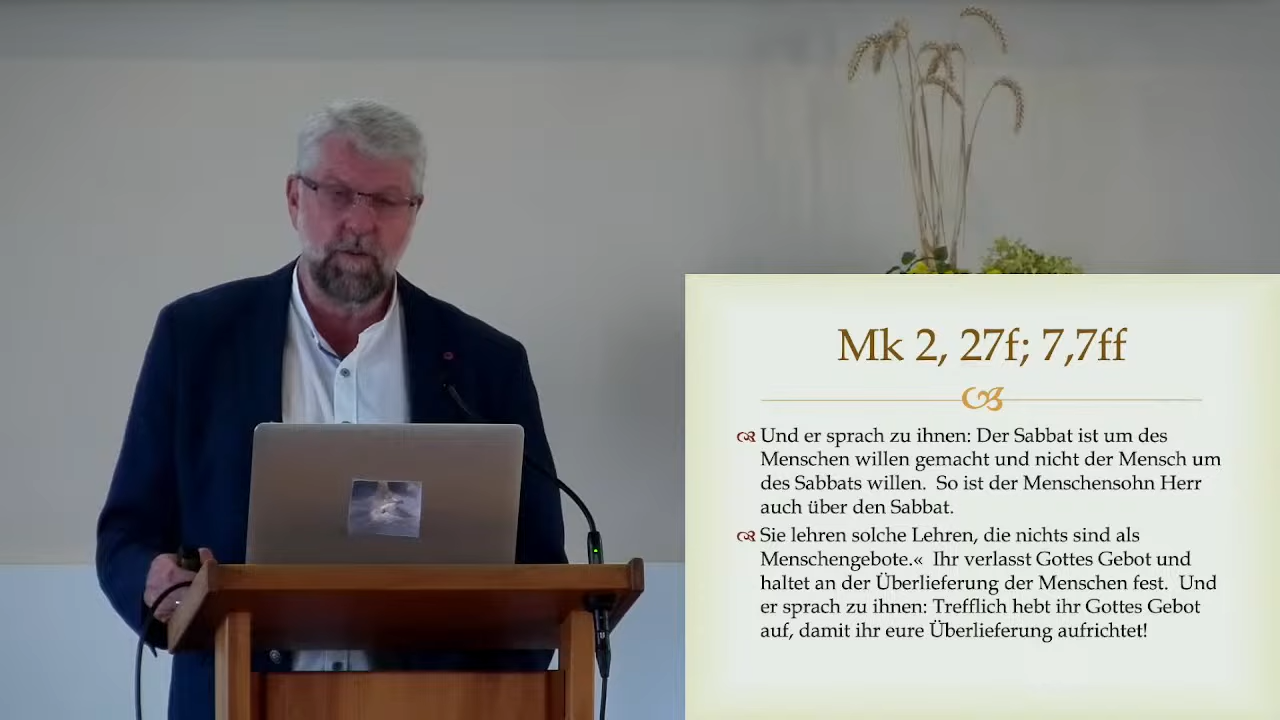 Mk 2, 27f; 7,7ff
Und er sprach zu ihnen: Der Sabbat ist um des
Menschen willen gemacht und nicht der Mensch um
des Sabbats willen.  So ist der Menschensohn Herr
auch über den Sabbat.
Sie lehren solche Lehren, die nichts sind als
Menschengebote.«  Ihr verlasst Gottes Gebot und
haltet an der Überlieferung der Menschen fest.  Und
er sprach zu ihnen: Trefflich hebt ihr Gottes Gebot
auf, damit ihr eure Überlieferung aufrichtet!